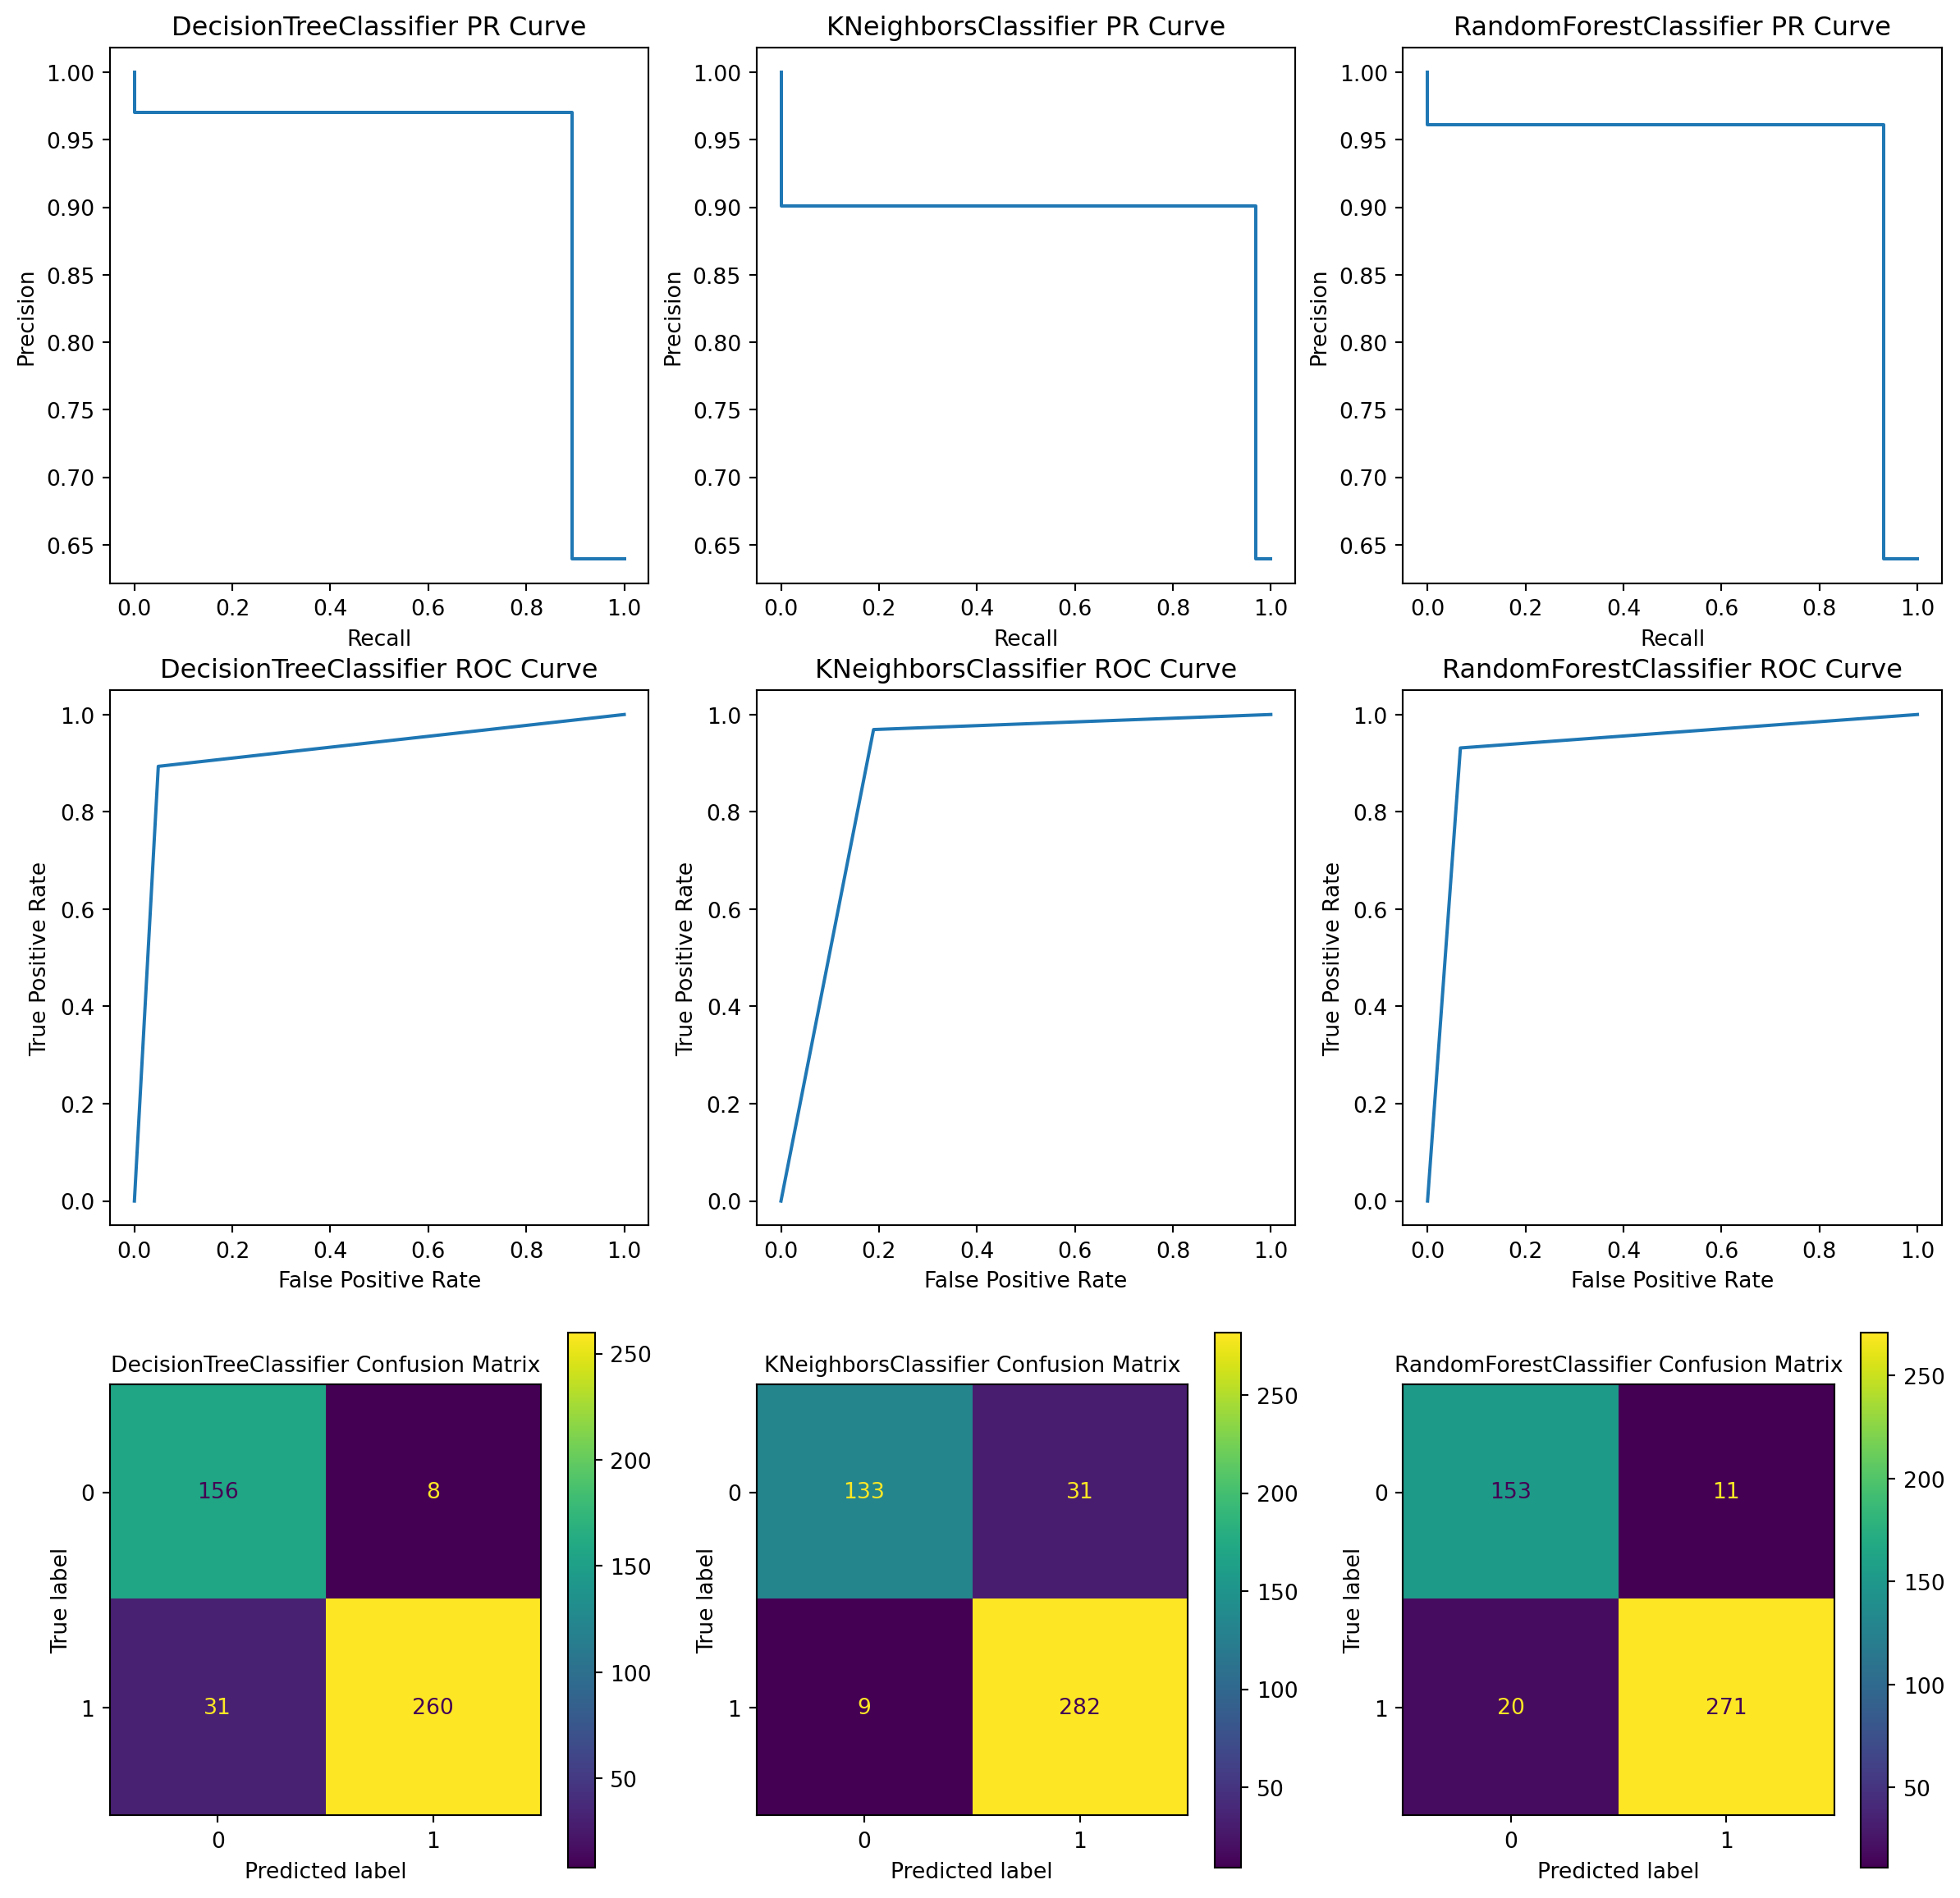 DecisionTreeClassifier PR Curve
1.00
0.95
0.90
0.85
0.80
0.75
0.70
0.65
Precision
0.0 0.2 0.4 0.6 0.8 1.0
Recall
KNeighborsClassifier PR Curve
1.00
0.95
0.90
0.85
0.80
0.75
0.70
0.65
Precision
0.0 0.2 0.4 0.6 0.8 1.0
Recall
RandomForestClassifier PR Curve
1.00
0.95
0.90
0.85
0.80
0.75
0.70
0.65
Precision
0.0 0.2 0.4 0.6 0.8 1.0
Recall
DecisionTreeClassifier ROC Curve
1.0
0.8
0.6
0.4
0.2
0.0
True Positive Rate
0.0 0.2 0.4 0.6 0.8 1.0
False Positive Rate
KNeighborsClassifier ROC Curve
1.0
0.8
0.6
0.4
0.2
0.0
True Positive Rate
0.0 0.2 0.4 0.6 0.8 1.0
False Positive Rate
RandomForestClassifier ROC Curve
1.0
0.8
0.6
0.4
0.2
0.0
True Positive Rate
0.0 0.2 0.4 0.6 0.8 1.0
False Positive Rate
DecisionTreeClassifier Confusion Matrix
0 156 8
1 31 260
True label
0 1
Predicted label
250
200
150
100
50
KNeighborsClassifier Confusion Matrix
0 133 31
1 9 282
True label
0 1
Predicted label
250
200
150
100
50
RandomForestClassifier Confusion Matrix
0 153 11
1 20 271
True label
0 1
Predicted label
250
200
150
100
50